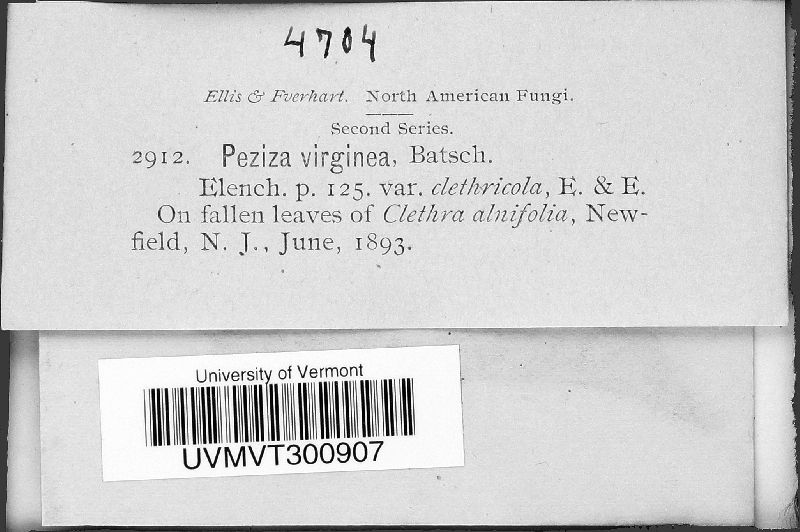 4704
Ellis & Everhart. North American Fungi.
Second Series.
2912. Peziza virginea, Batsch.
Elench. p. 125. var. clethricola, E. & E.
On fallen leaves of Clethra alnifolia, New-
field, N. J., June, 1893.
University of Vermont
UVMVT300907